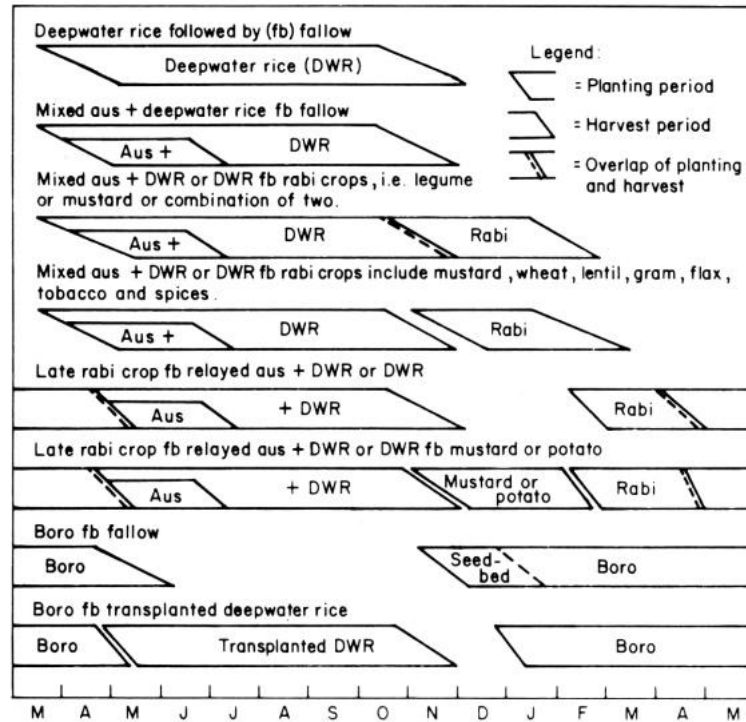 Deepwater rice followed by (fb) fallow
Deepwater rice (DWR)
Legend:
= Planting period
= Harvest period
= Overlap of planting
and harvest
Mixed aus + deepwater rice fb fallow
Aus +
DWR
Mixed aus + DWR or DWR fb rabi crops, i.e. legume
or mustard or combination of two.
Aus +
DWR
Rabi
Mixed aus + DWR or DWR fb rabi crops include mustard, wheat, lentil, gram, flax,
tobacco and spices.
Aus +
DWR
Rabi
Late rabi crop fb relayed aus + DWR or DWR
Aus
+ DWR
Rabi
Late rabi crop fb relayed aus + DWR or DWR fb mustard or potato
Aus
+ DWR
Mustard or
potato
Rabi
Boro fb fallow
Boro
Seed-
bed
Boro
Boro fb transplanted deepwater rice
Boro
Transplanted DWR
Boro
M A M J J A S O N D J F M A M